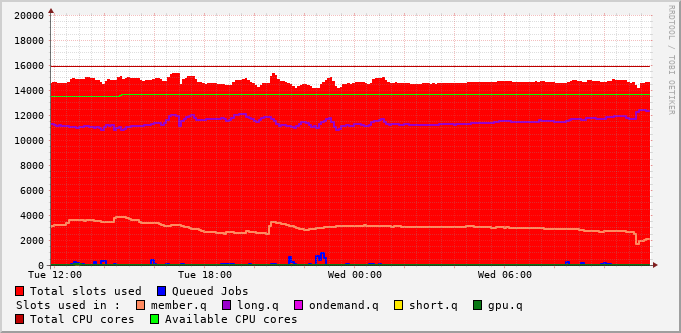 20000
18000
16000
14000
12000
10000
8000
6000
4000
2000
0
Tue 12:00 Tue 18:00 Wed 00:00 Wed 06:00
RRDTOOL / TOBI OETIKER
Total slots used Queued Jobs
Slots used in : member.q long.q ondemand.q short.q gpu.q
Total CPU cores Available CPU cores